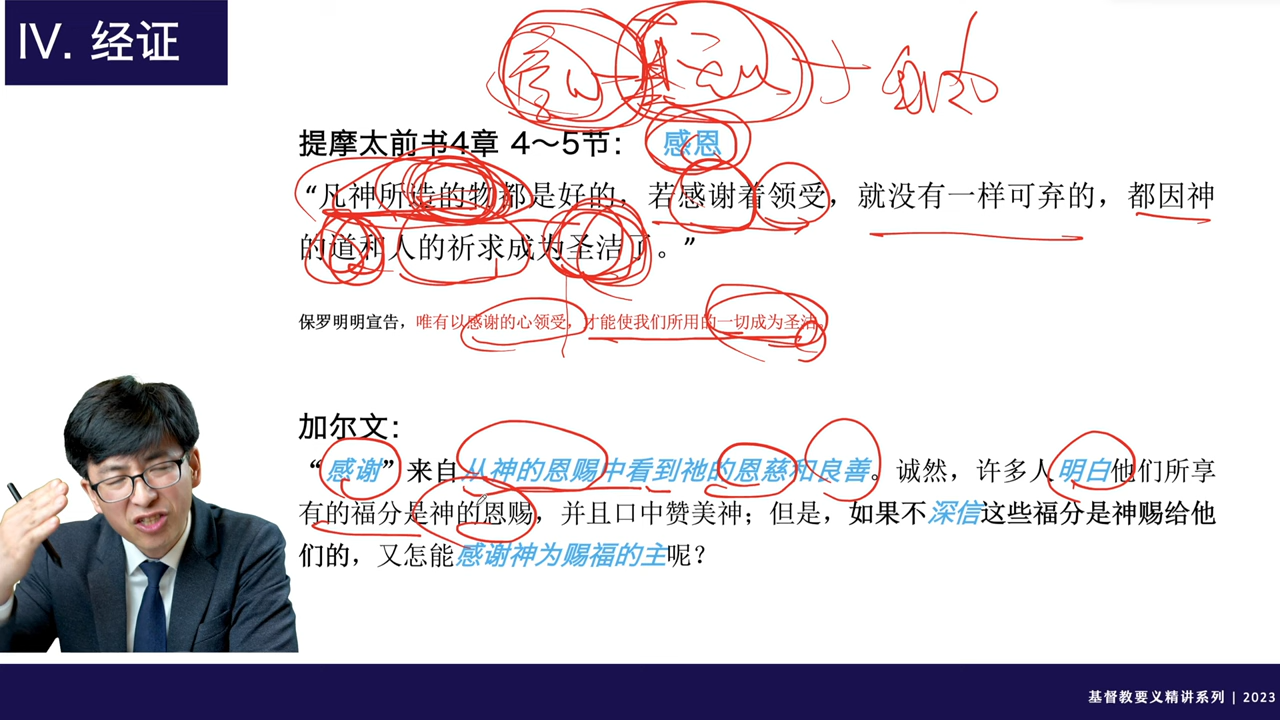 IV. 经证
提摩太前书4章 4～5节： 感恩
“凡神所造的物都是好的，若感谢着领受，就没有一样可弃的，都因神
的道和人的祈求成为圣洁了。”
保罗明明宣告，唯有以感谢的心领受，才能使我们所用的一切成为圣洁。
加尔文：
“感谢”来自从神的恩赐中看到祂的恩慈和良善。诚然，许多人明白他们所享
有的福分是神的恩赐，并且口中赞美神；但是，如果不深信这些福分是神赐给他
们的，又怎能感谢神为赐福的主呢？
基督教要义精讲系列 | 2023